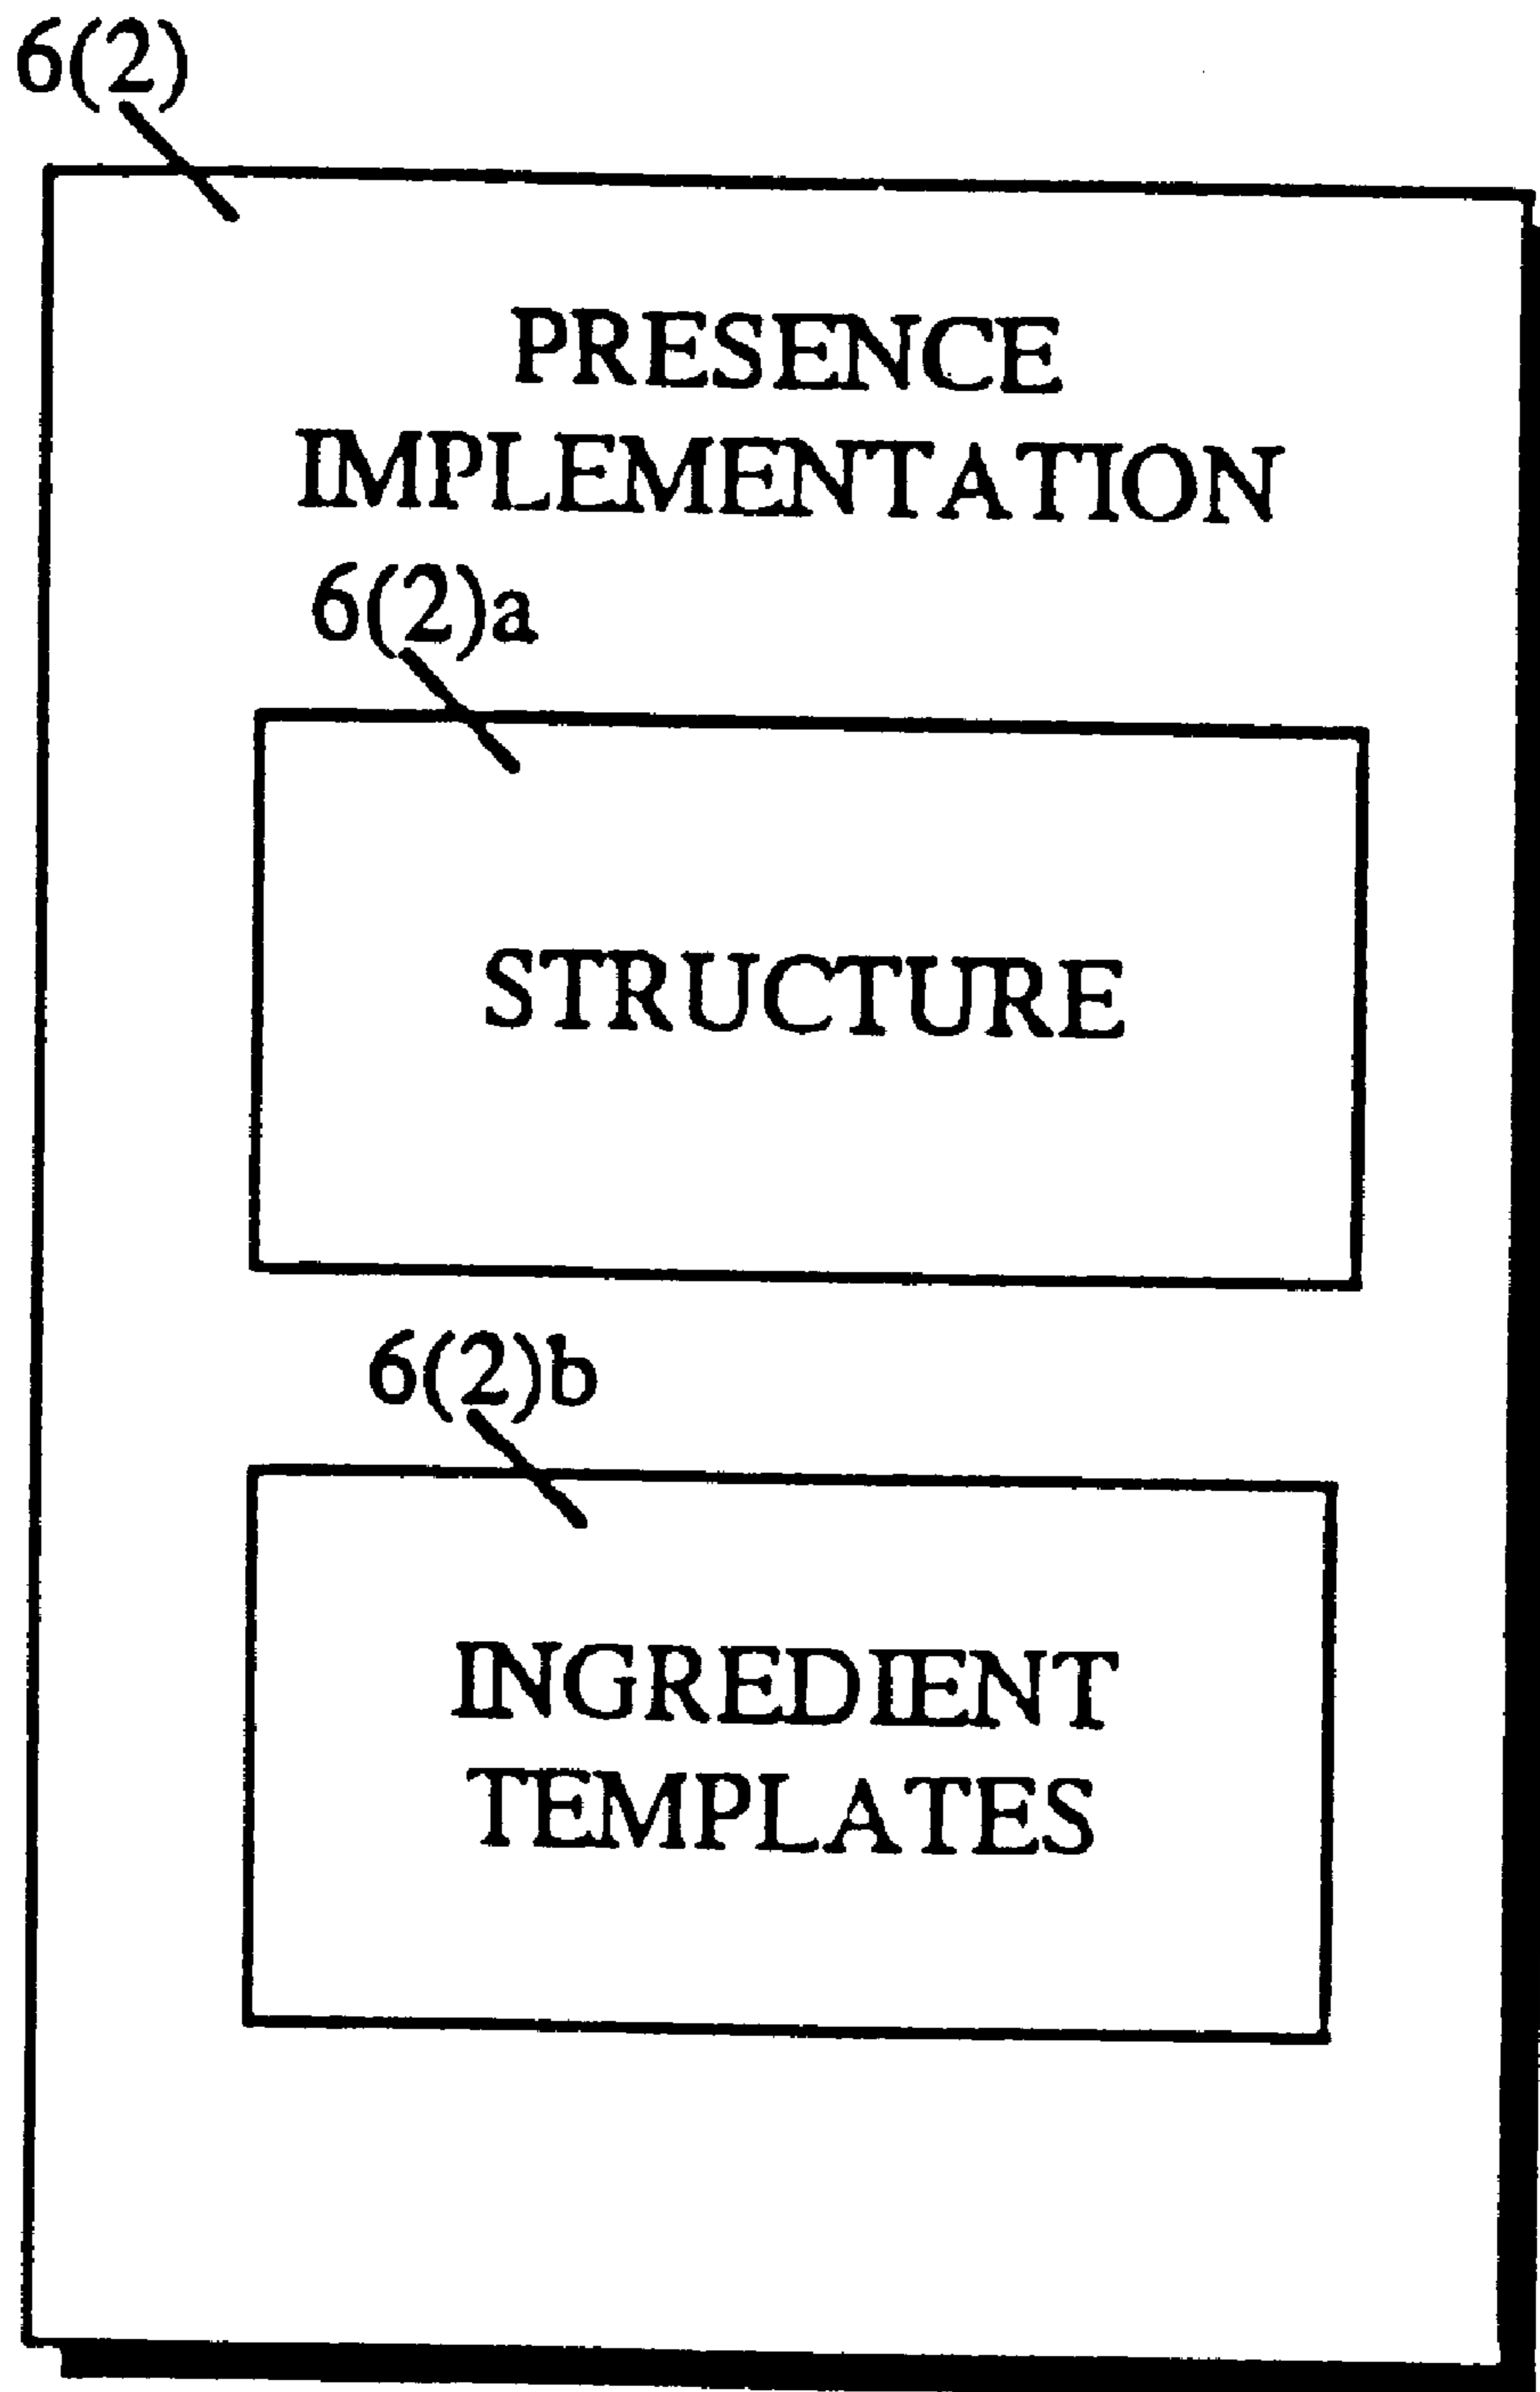 6(2)
PRESENCE
IMPLEMENTATION
6(2)a
STRUCTURE
6(2)b
INGREDIENT
TEMPLATES